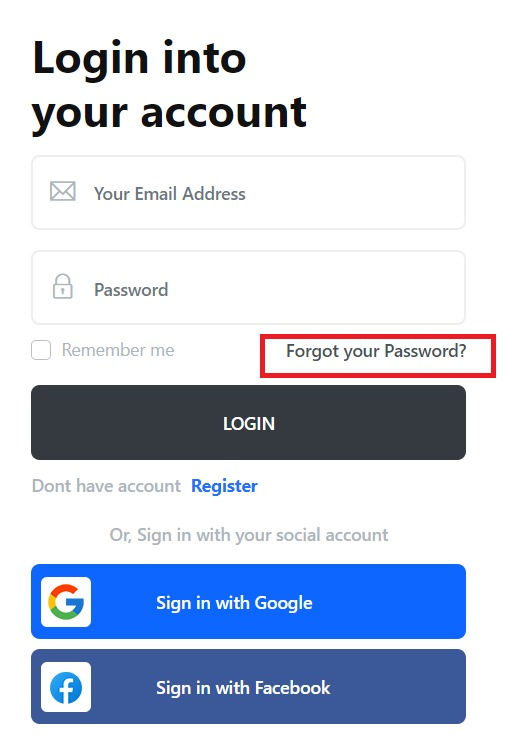 Login into
your account
Your Email Address
Password
Remember me Forgot your Password?
LOGIN
Dont have account Register
Or, Sign in with your social account
Sign in with Google
Sign in with Facebook